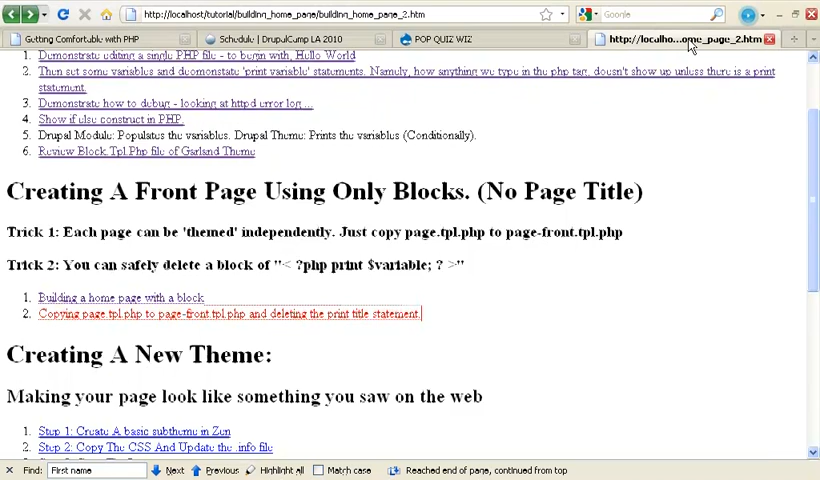 http://localhost/tutorial/building_home_page/building_home_page_2.htm
Google
Getting Comfortable with PHP
Schedule | DrupalCamp LA 2010
POP QUIZ WIZ
http://localho...ome_page_2.htm
1. Demonstrate editing a single PHP file - to begin with, Hello World
2. Then set some variables and deomonstate 'print variable' statements. Namely, how anything we type in the php tag, doesn't show up unless there is a print
statement.
3. Demonstrate how to debug - looking at httpd error log ...
4. Show if else construct in PHP.
5. Drupal Module: Populates the variables. Drupal Theme: Prints the variables (Conditionally).
6. Review Block.Tpl.Php file of Garland Theme
Creating A Front Page Using Only Blocks. (No Page Title)
Trick 1: Each page can be 'themed' independently. Just copy page.tpl.php to page-front.tpl.php
Trick 2: You can safely delete a block of "< ?php print $variable; ? >"
1. Building a home page with a block
2. Copying page.tpl.php to page-front.tpl.php and deleting the print title statement.
Creating A New Theme:
Making your page look like something you saw on the web
1. Step 1: Create A basic subtheme in Zen
2. Step 2: Copy The CSS And Update the .info file
Find: First name Next Previous Highlight all Match case Reached end of page, continued from top